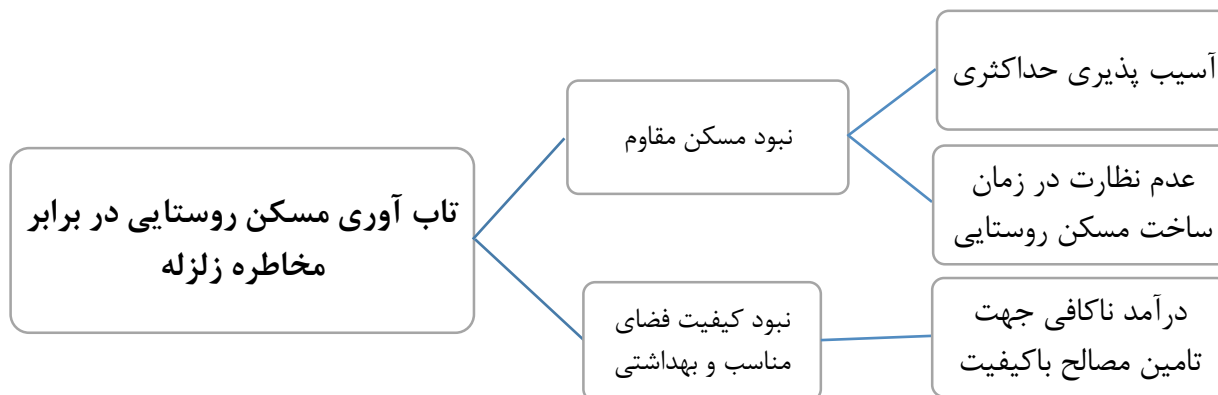 آسیب پذیری حداکثری
نبود مسکن مقاوم
عدم نظارت در زمان
ساخت مسکن روستایی
تاب آوری مسکن روستایی در برابر
مخاطره زلزله
نبود کیفیت فضای
مناسب و بهداشتی
درآمد ناکافی جهت
تامین مصالح باکیفیت